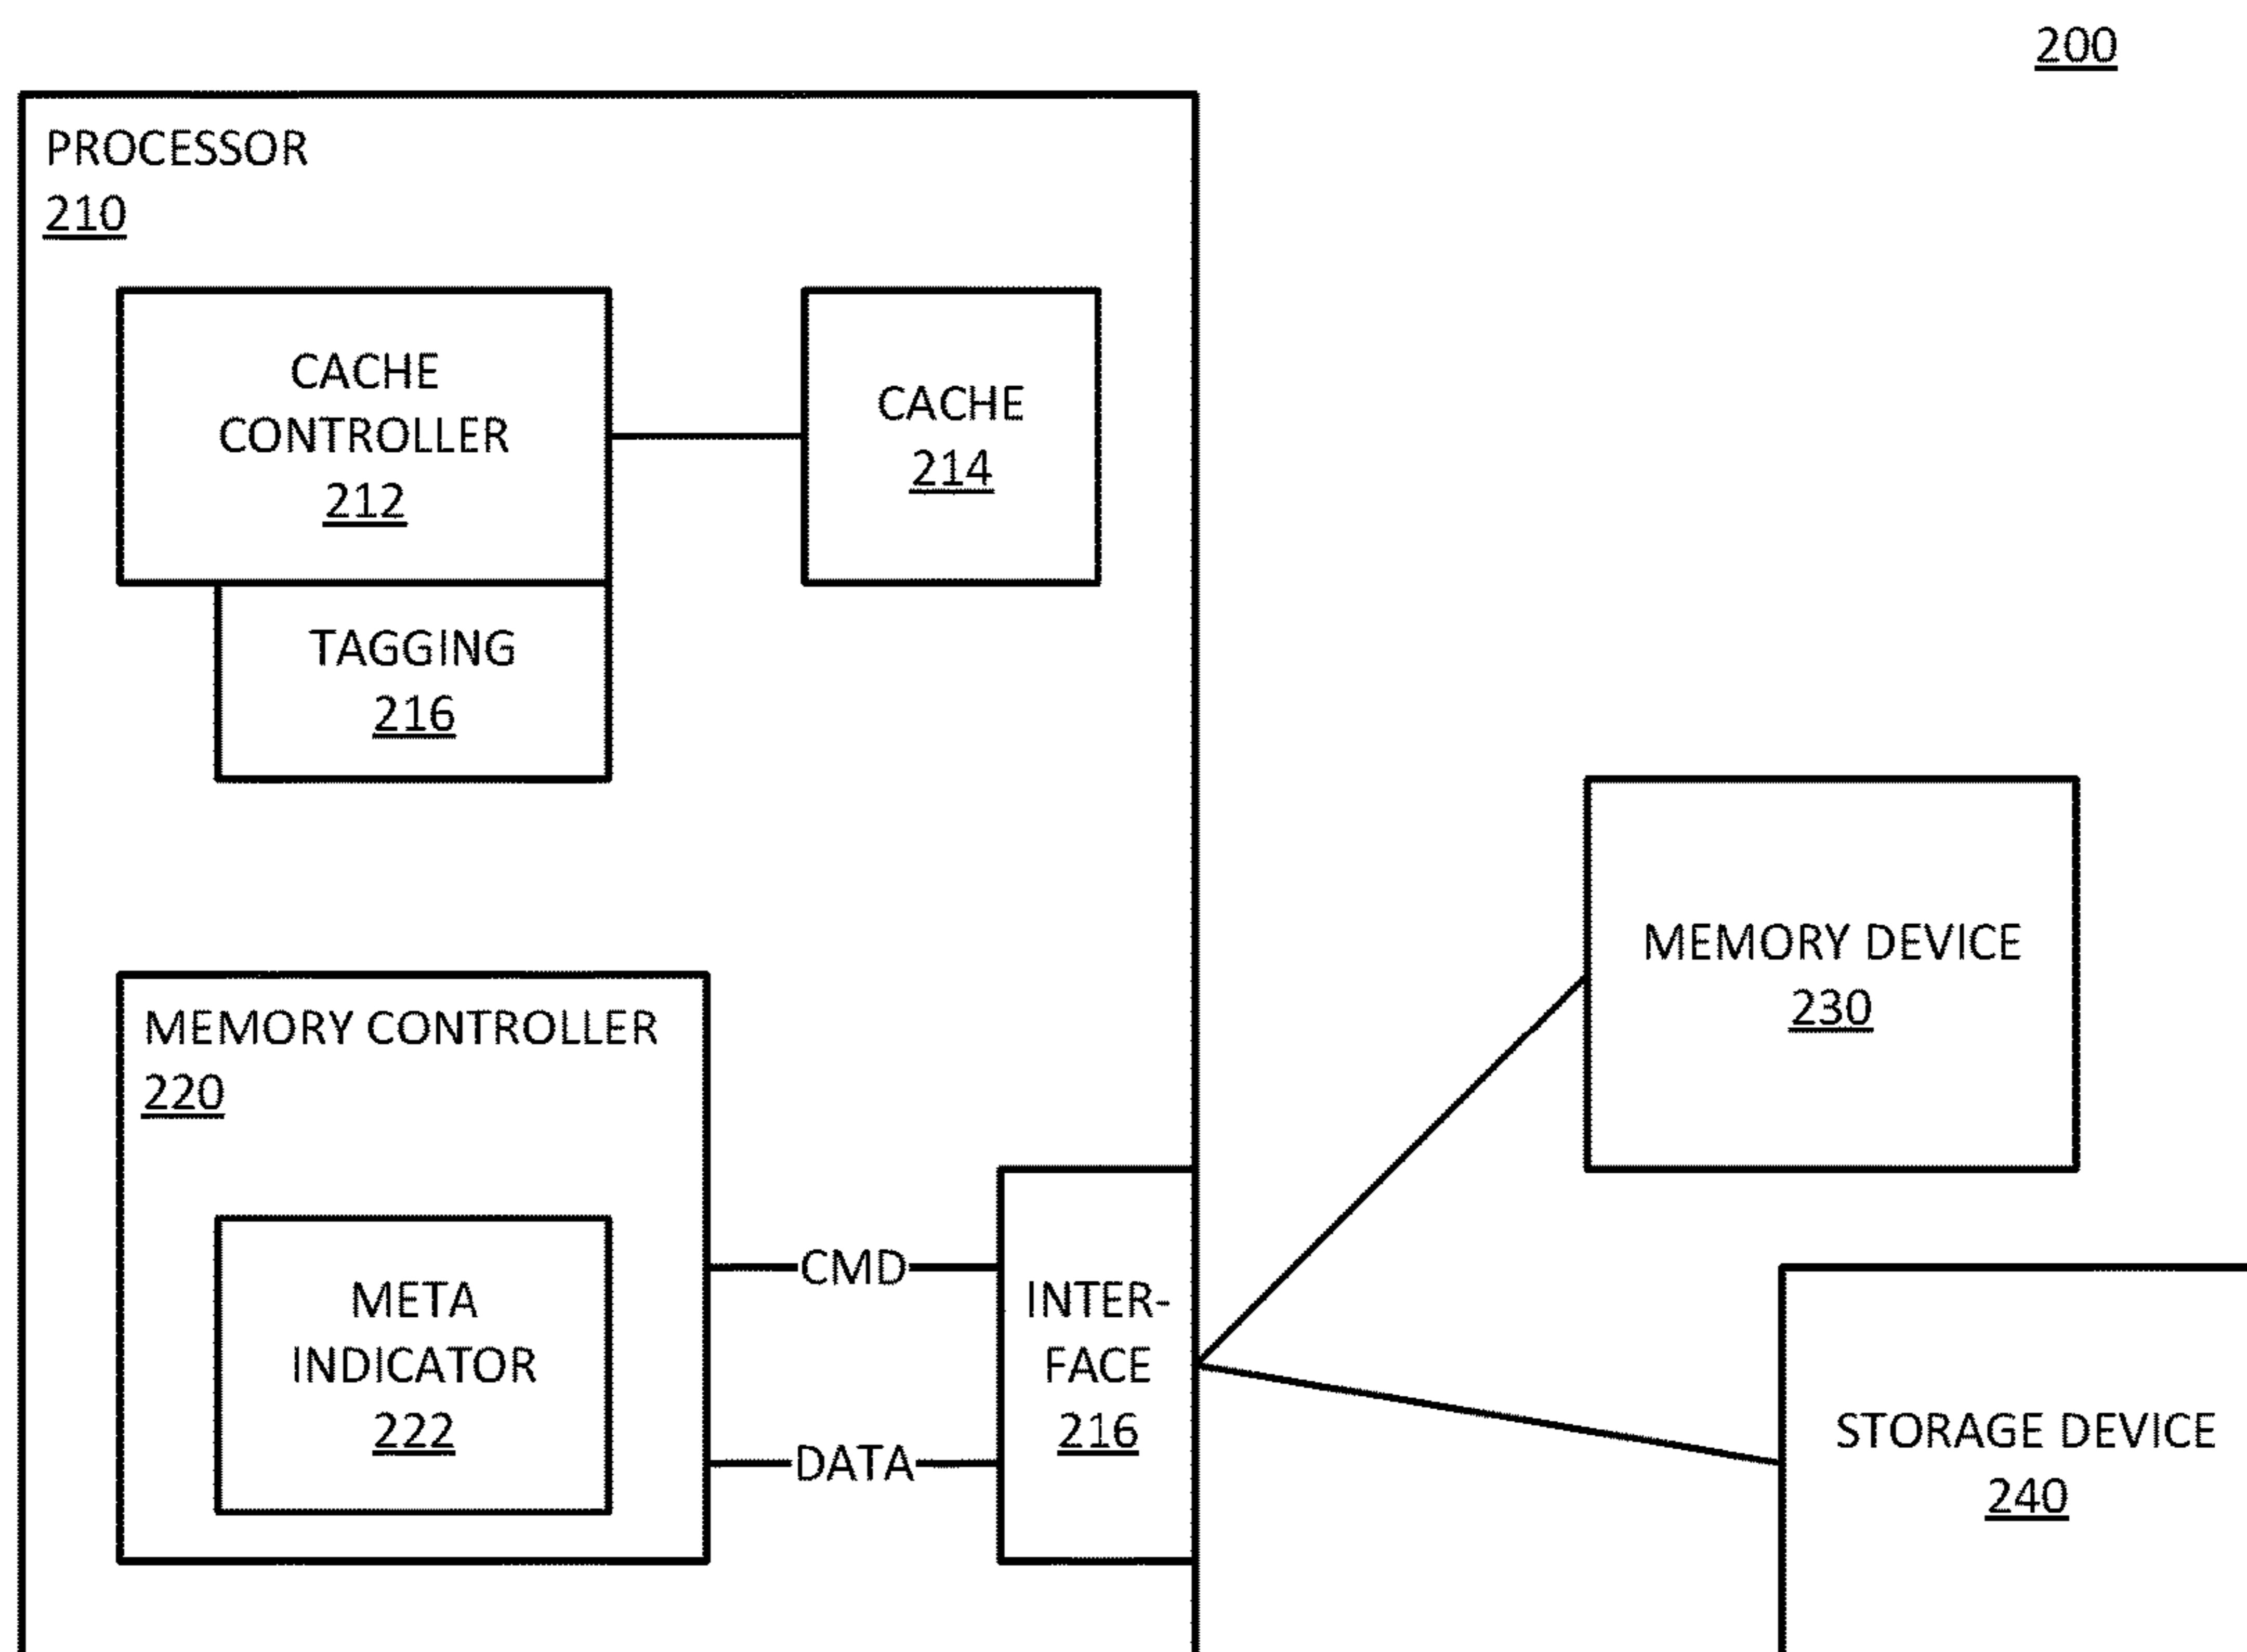 200
PROCESSOR
210
CACHE
CONTROLLER
212
CACHE
214
TAGGING
216
MEMORY DEVICE
230
MEMORY CONTROLLER
220
META
INDICATOR
222
CMD
DATA
INTER-
FACE
216
STORAGE DEVICE
240